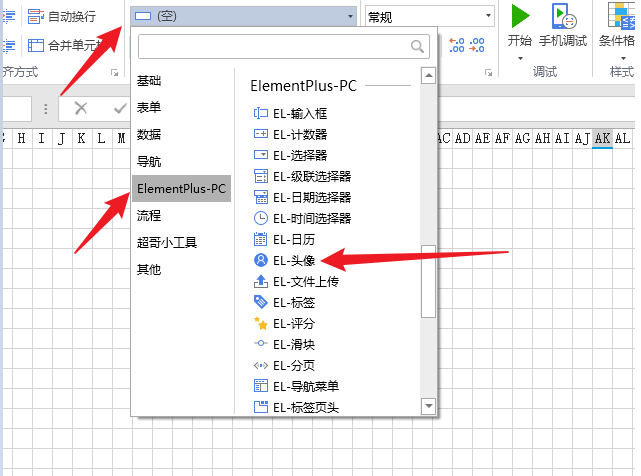 自动换行
(空)
常规
合并单元
开始
手机调试
条件格
齐方式
调试
样式
基础
表单
数据
导航
ElementPlus-PC
流程
超哥小工具
其他
ElementPlus-PC
EL-输入框
EL-计数器
EL-选择器
EL-级联选择器
EL-日期选择器
EL-时间选择器
EL-日历
EL-头像
EL-文件上传
EL-标签
EL-评分
EL-滑块
EL-分页
EL-导航菜单
EL-标签页头
←.0 .00
.00 →.0
G H I J K L M
AC AD AE AF AG AH AI AJ AK AL